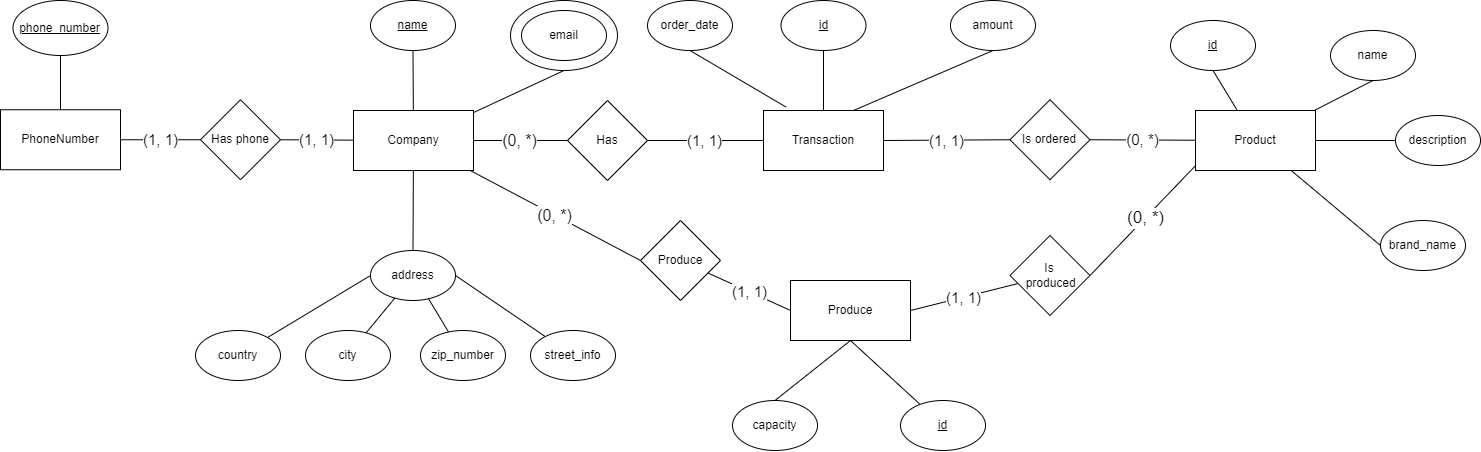 phone_number
name
email
order_date
id
amount
id
name
PhoneNumber
(1, 1)
Has phone
(1, 1)
Company
(0, *)
Has
(1, 1)
Transaction
(1, 1)
Is ordered
(0, *)
Product
description
(0, *)
(0, *)
brand_name
address
Produce
(1, 1)
Produce
(1, 1)
Is
produced
country
city
zip_number
street_info
capacity
id